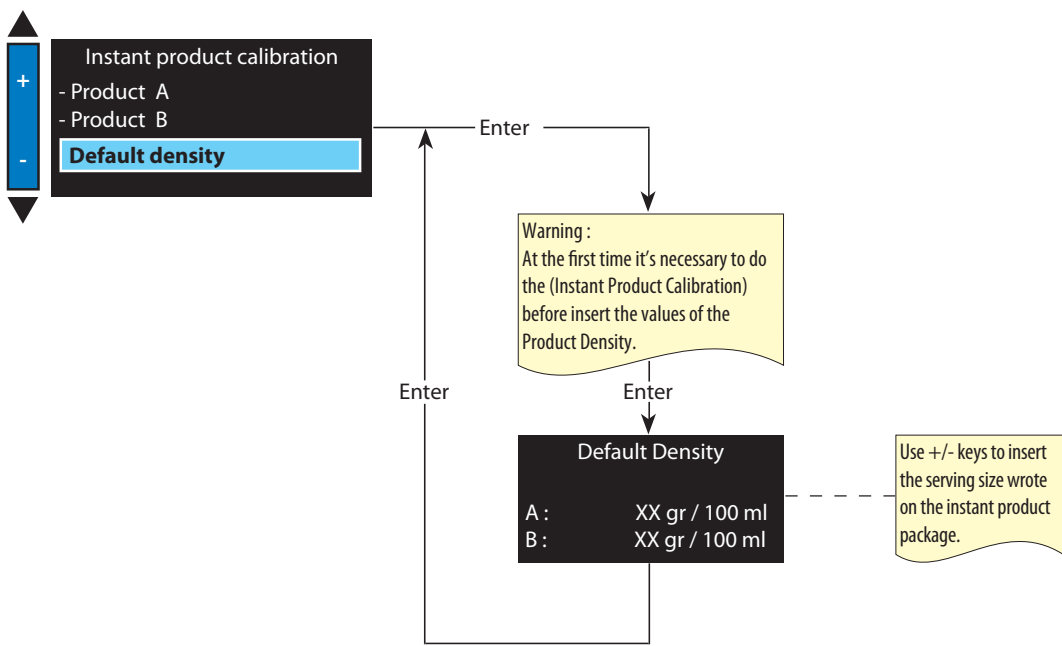 Instant product calibration
+
- Product A
- Product B
Default density
-
Enter
Warning :
At the first time it's necessary to do
the (Instant Product Calibration)
before insert the values of the
Product Density.
Enter
Enter
Default Density
A : XX gr / 100 ml
B : XX gr / 100 ml
Use +/- keys to insert
the serving size wrote
on the instant product
package.